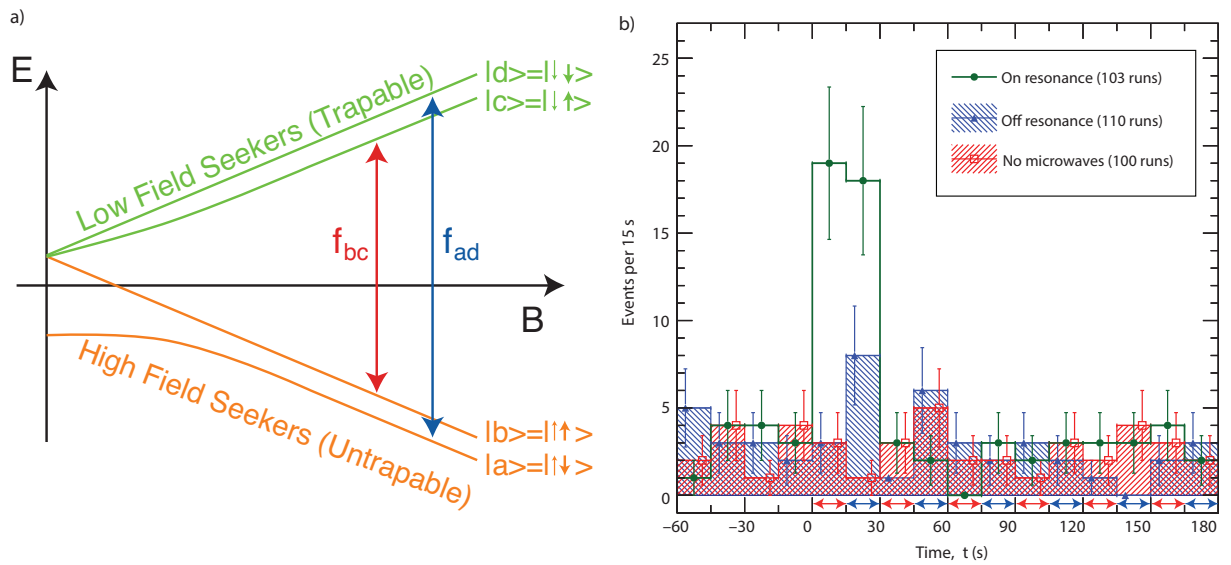 a)
E
Low Field Seekers (Trapable)
|d>=|↓↓>
|c>=|↓↑>
f_bc
f_ad
B
High Field Seekers (Untrapable)
|b>=|↑↑>
|a>=|↑↓>
b)
Events per 15 s
25
20
15
10
5
0
On resonance (103 runs)
Off resonance (110 runs)
No microwaves (100 runs)
−60 −30 0 30 60 90 120 150 180
Time, t (s)